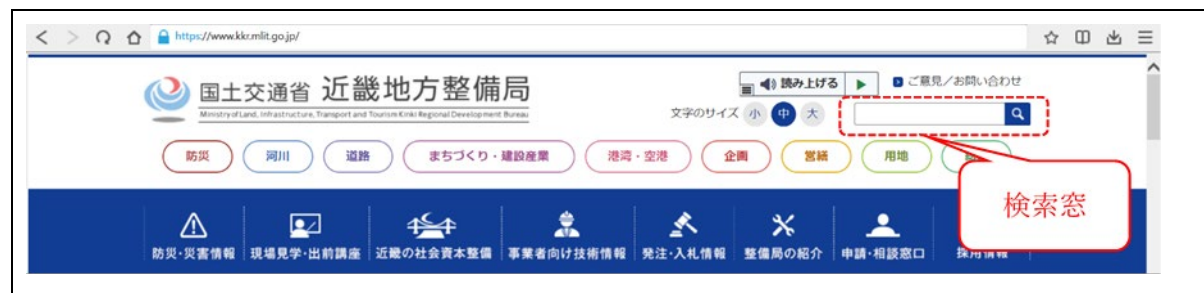 https://www.kkr.mlit.go.jp/
国土交通省 近畿地方整備局
Ministry of Land, Infrastructure, Transport and Tourism Kinki Regional Development Bureau
読み上げる ご意見/お問い合わせ
文字のサイズ 小 中 大
防災 河川 道路 まちづくり・建設産業 港湾・空港 企画 営繕 用地
検索窓
防災・災害情報 現場見学・出前講座 近畿の社会資本整備 事業者向け技術情報 発注・入札情報 整備局の紹介 申請・相談窓口 採用情報